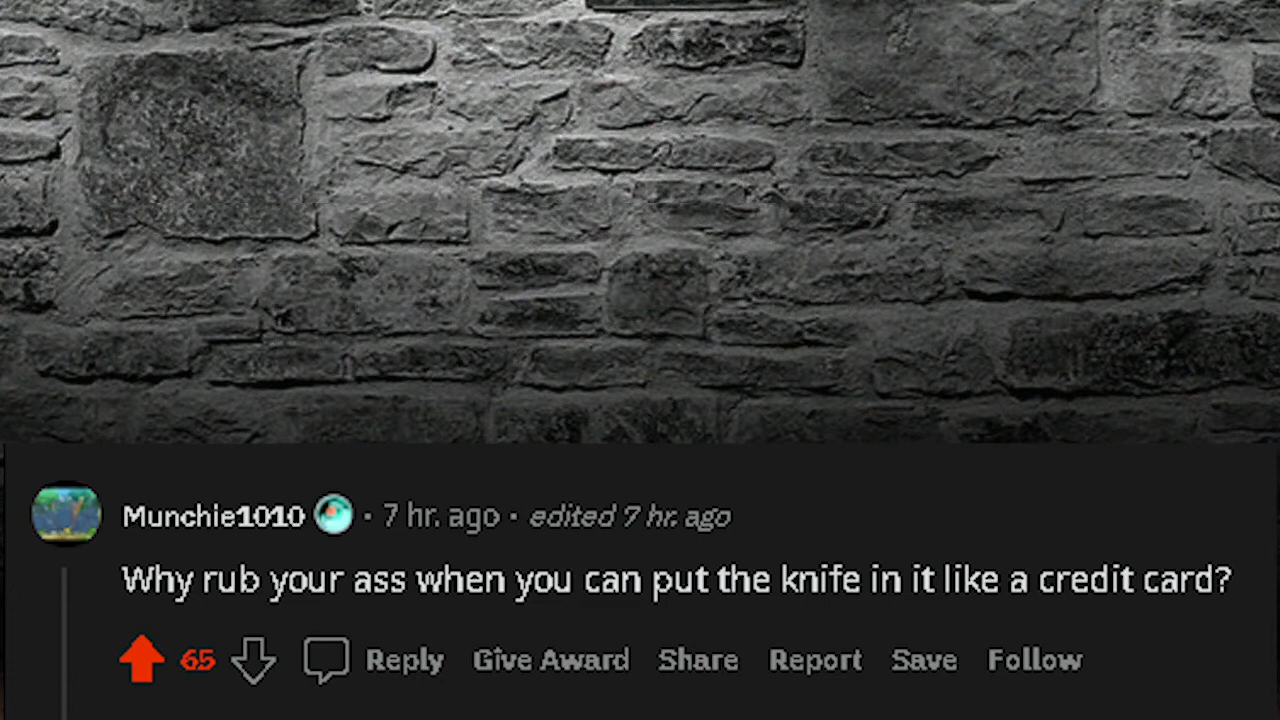 Munchie1010 · 7 hr. ago · edited 7 hr. ago
Why rub your ass when you can put the knife in it like a credit card?
65 Reply Give Award Share Report Save Follow